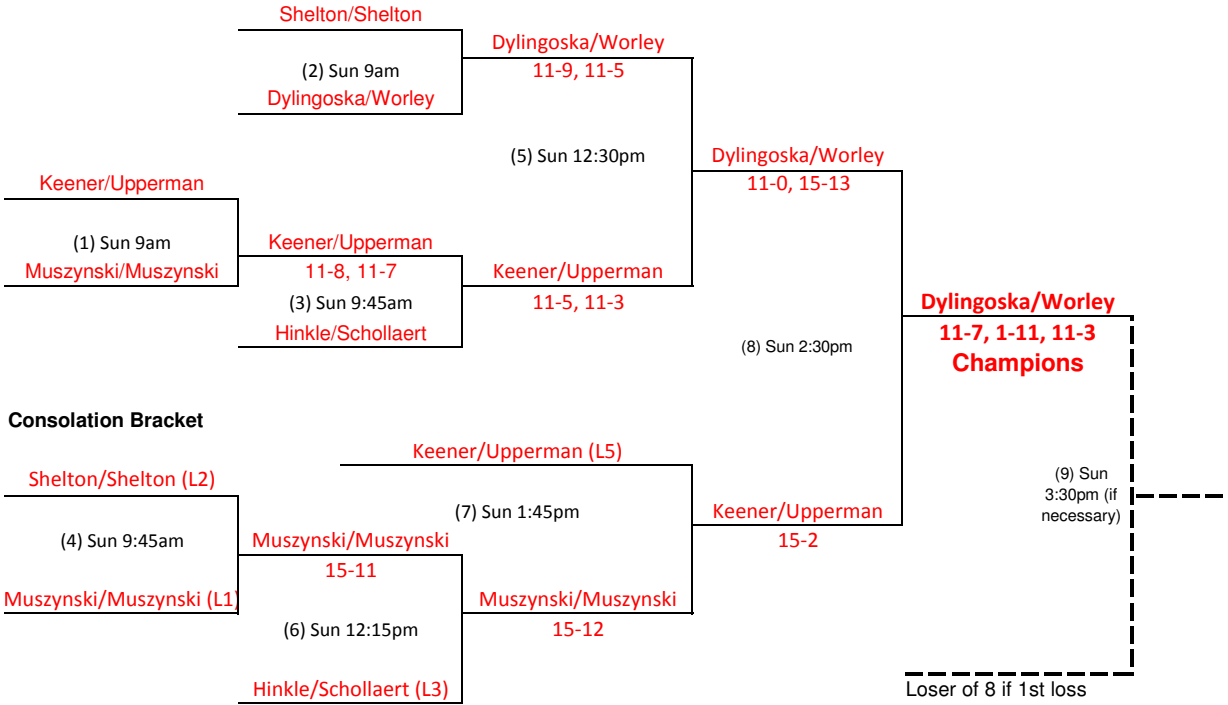 Shelton/Shelton
Dylingoska/Worley
(2) Sun 9am
11-9, 11-5
Dylingoska/Worley
(5) Sun 12:30pm
Dylingoska/Worley
11-0, 15-13
Keener/Upperman
(1) Sun 9am
Keener/Upperman
Muszynski/Muszynski
11-8, 11-7
Keener/Upperman
(3) Sun 9:45am
11-5, 11-3
Hinkle/Schollaert
Dylingoska/Worley
11-7, 1-11, 11-3
Champions
(8) Sun 2:30pm
Consolation Bracket
Keener/Upperman (L5)
Shelton/Shelton (L2)
(9) Sun
3:30pm (if
necessary)
(7) Sun 1:45pm
Keener/Upperman
15-2
(4) Sun 9:45am
Muszynski/Muszynski
15-11
Muszynski/Muszynski (L1)
Muszynski/Muszynski
15-12
(6) Sun 12:15pm
Hinkle/Schollaert (L3)
Loser of 8 if 1st loss